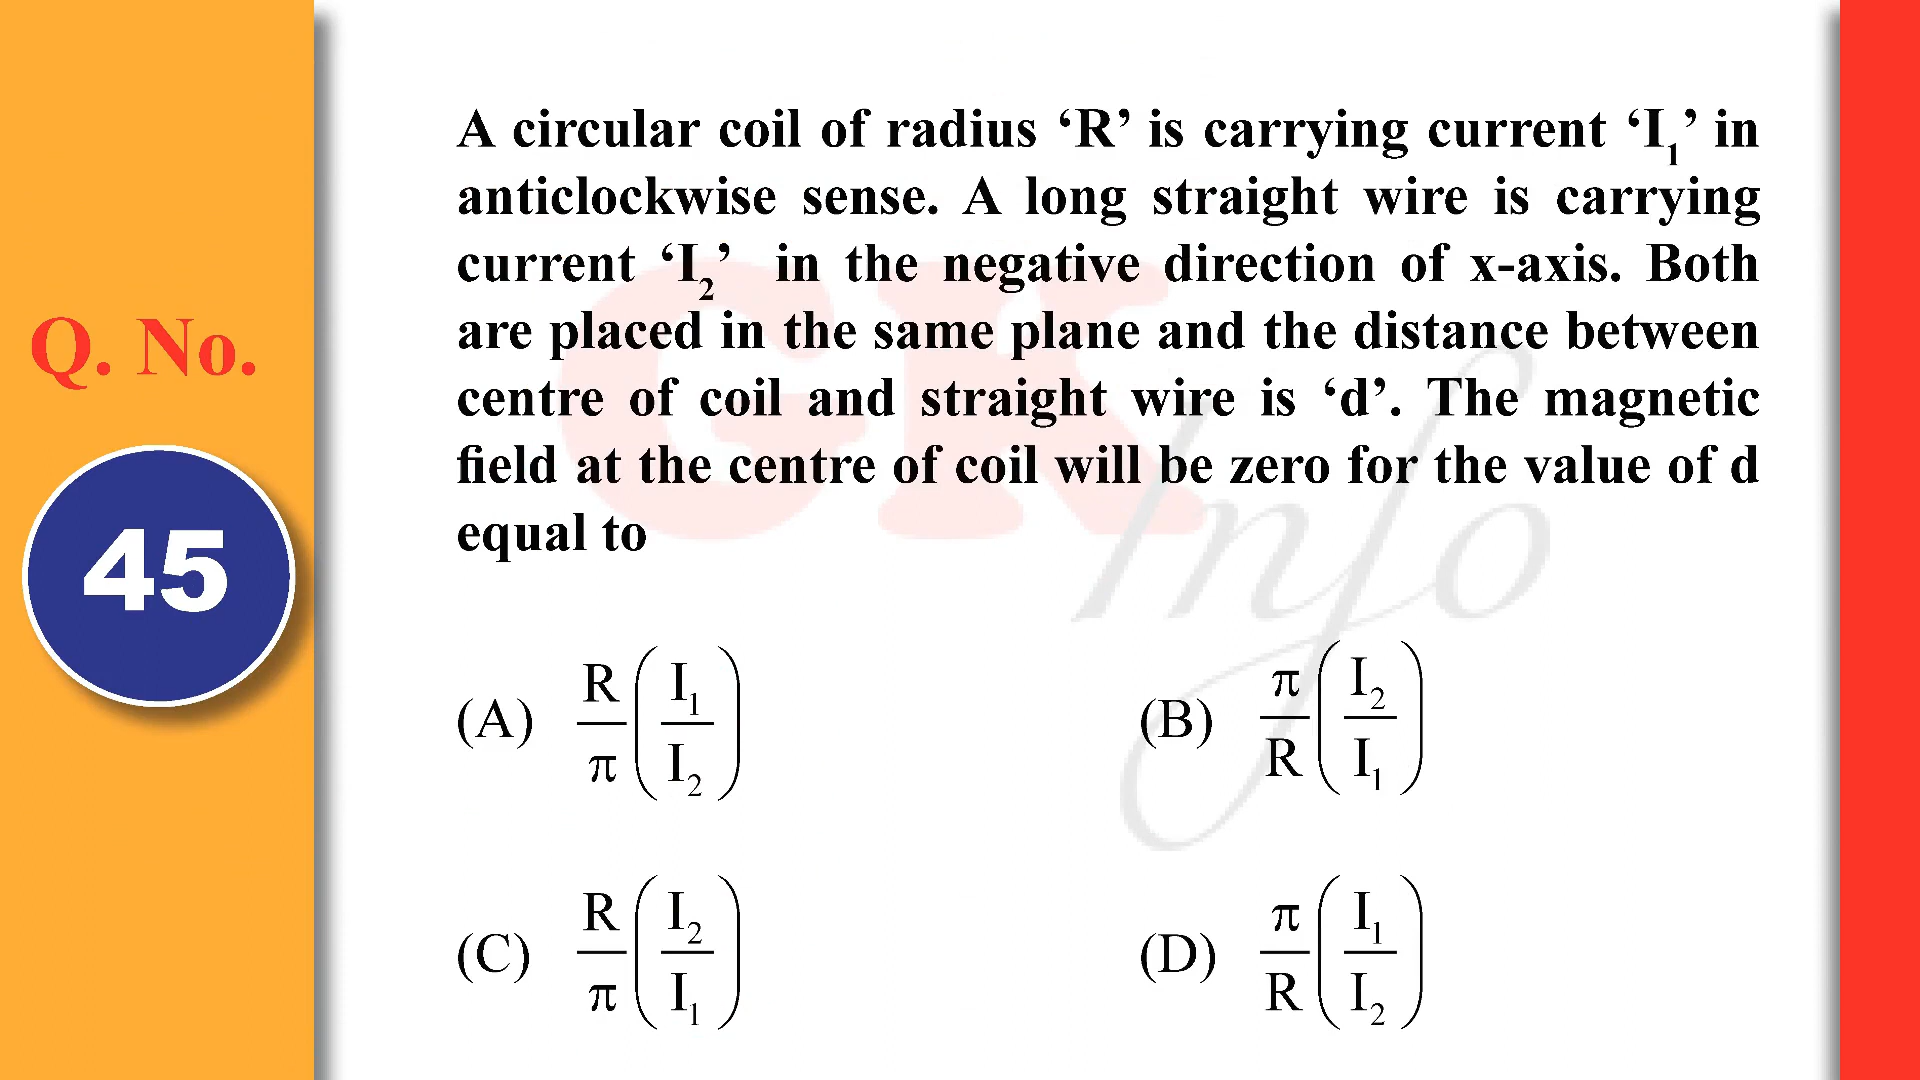 Q. No.
45
A circular coil of radius ‘R’ is carrying current ‘I₁’ in
anticlockwise sense. A long straight wire is carrying
current ‘I₂’ in the negative direction of x-axis. Both
are placed in the same plane and the distance between
centre of coil and straight wire is ‘d’. The magnetic
field at the centre of coil will be zero for the value of d
equal to
(A) R/π (I₁/I₂)
(B) π/R (I₂/I₁)
(C) R/π (I₂/I₁)
(D) π/R (I₁/I₂)
GK Info